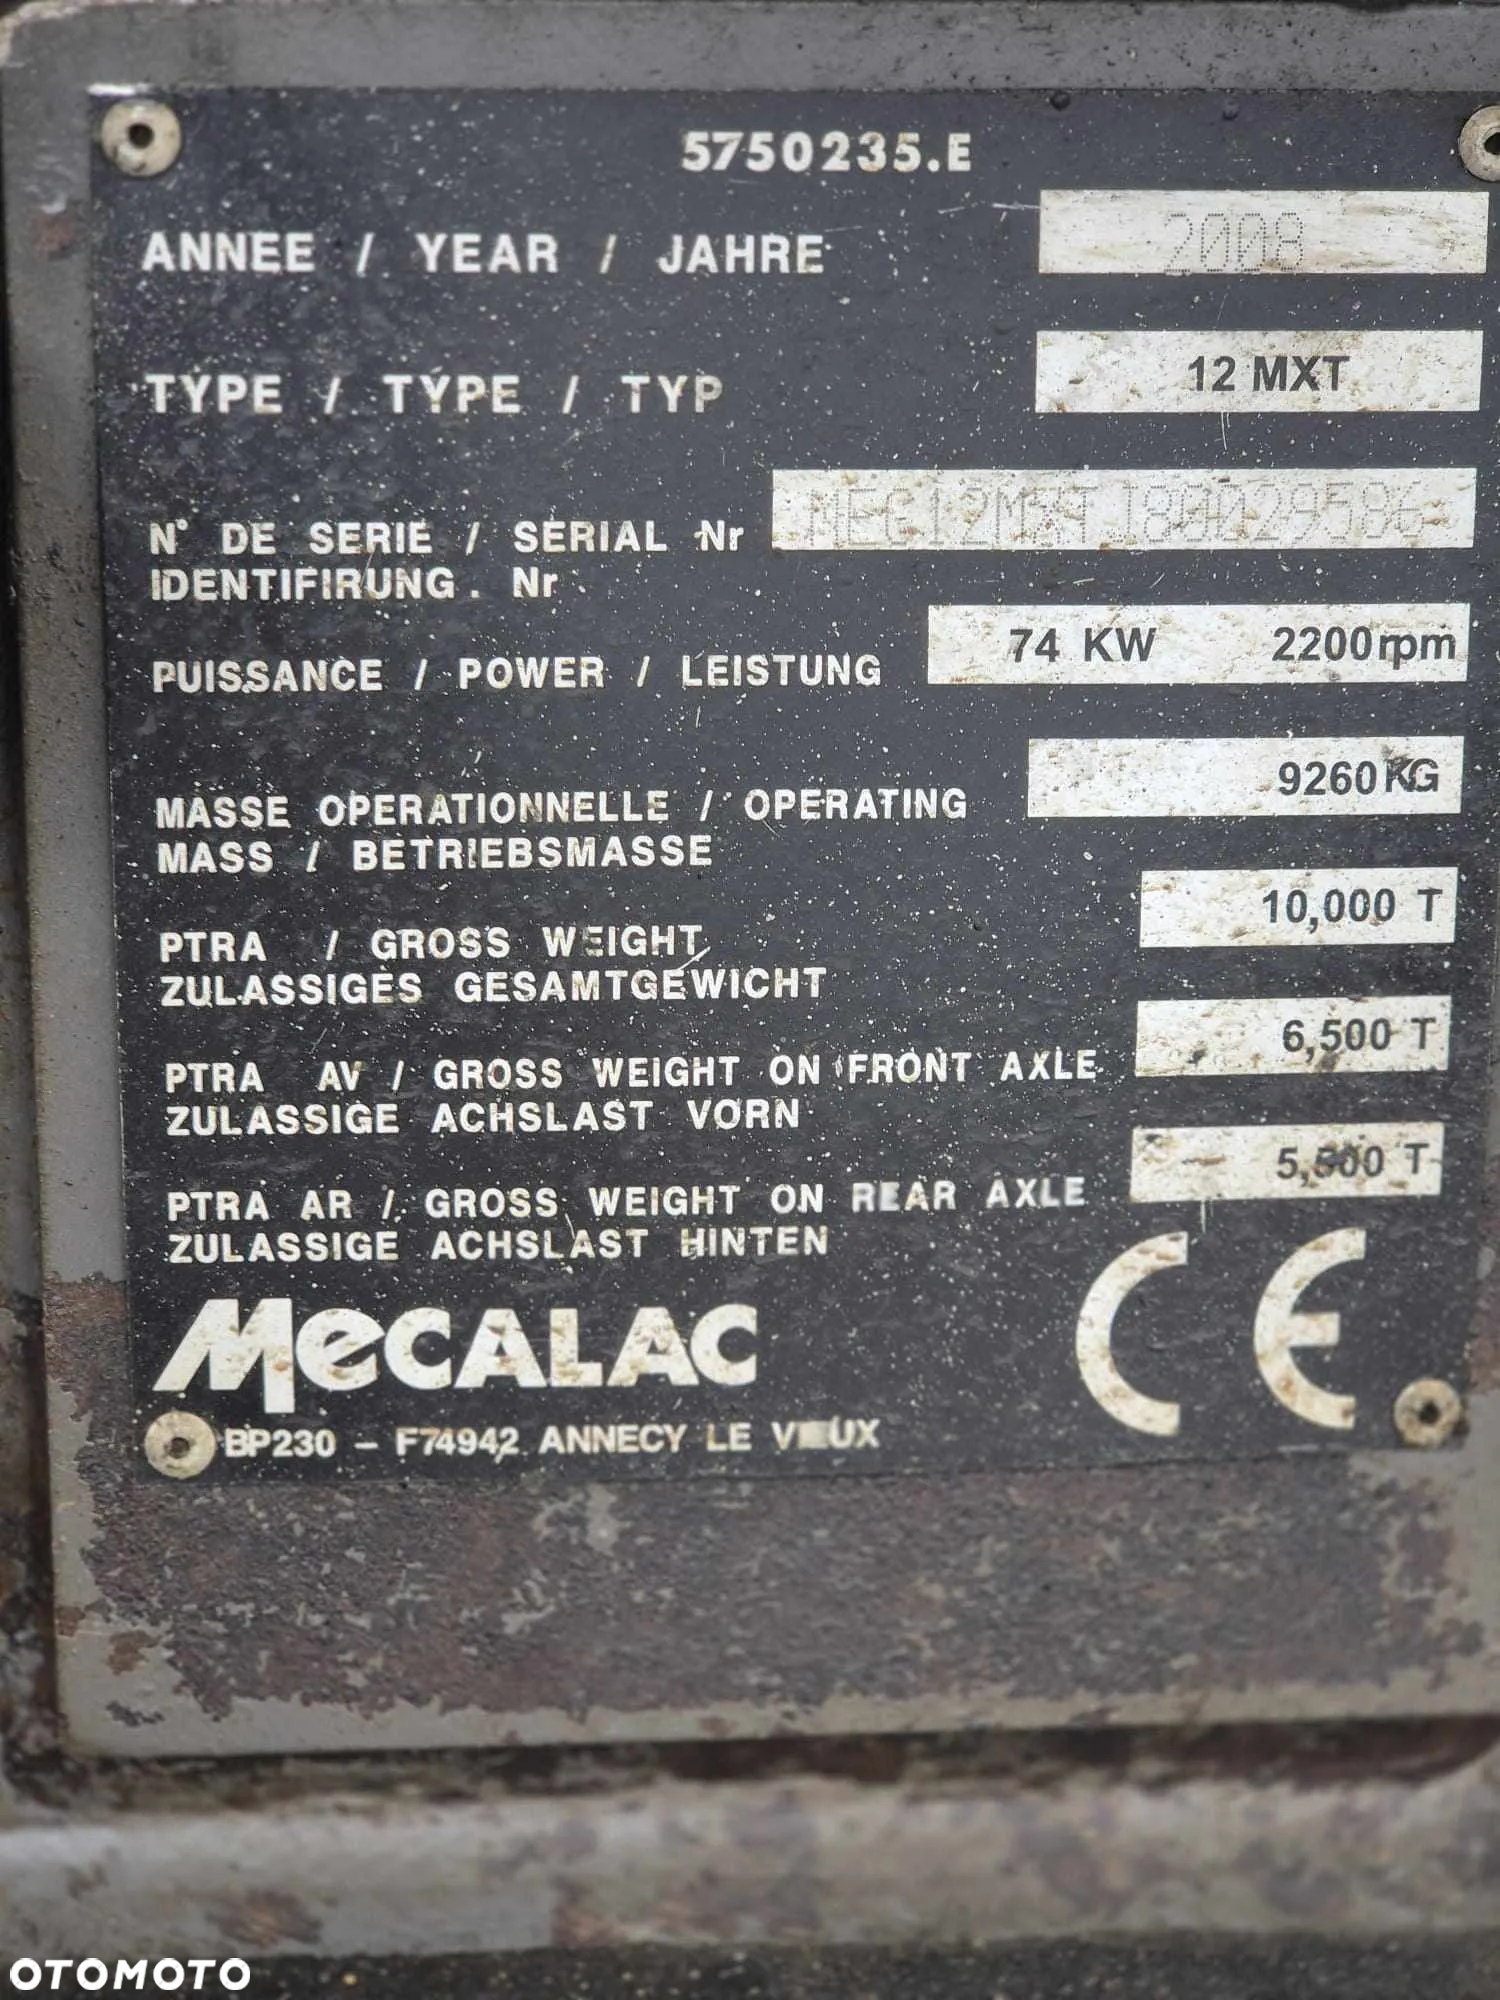 5750235.E
ANNEE / YEAR / JAHRE 2008
TYPE / TYPE / TYP 12 MXT
N° DE SERIE / SERIAL Nr
IDENTIFIRUNG. Nr
PUISSANCE / POWER / LEISTUNG 74 KW 2200rpm
MASSE OPERATIONNELLE / OPERATING 9260KG
MASS / BETRIEBSMASSE
PTRA / GROSS WEIGHT 10,000 T
ZULASSIGES GESAMTGEWICHT
PTRA AV / GROSS WEIGHT ON FRONT AXLE 6,500 T
ZULASSIGE ACHSLAST VORN
PTRA AR / GROSS WEIGHT ON REAR AXLE 5,500 T
ZULASSIGE ACHSLAST HINTEN
MeCALAC CE
BP230 - F74942 ANNECY LE VIEUX
OTOMOTO